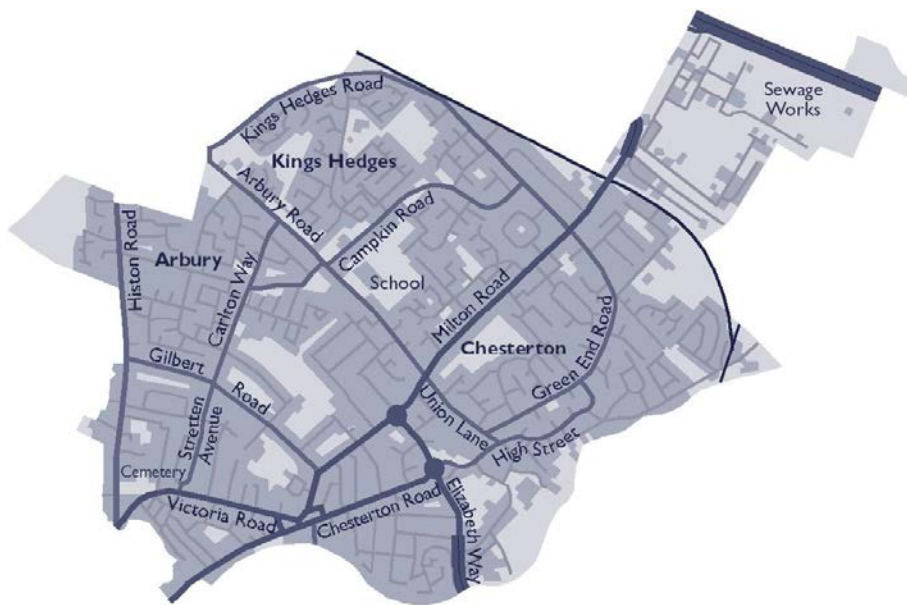 Sewage
Works
Kings Hedges Road
Kings Hedges
Arbury Road
Campkin Road
Histon Road
Arbury
Carlton Way
School
Milton Road
Chesterton
Green End Road
Gilbert
Road
Stretten
Avenue
Union Lane
High Street
Cemetery
Victoria Road
Chesterton Road
Elizabeth Way